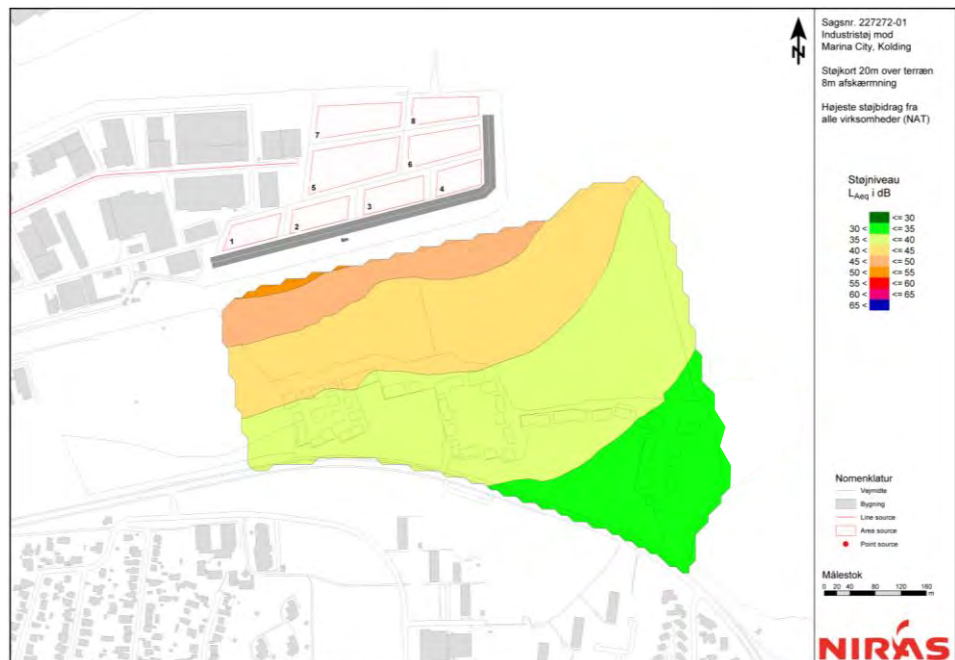 Sagsnr. 227272-01
Industristøj mod
Marina City, Kolding
Støjkort 20m over terræn
8m afskærmning
Højeste støjbidrag fra
alle virksomheder (NAT)
N
Støjniveau
LAeq i dB
<= 30
30 < <= 35
35 < <= 40
40 < <= 45
45 < <= 50
50 < <= 55
55 < <= 60
60 < <= 65
65 <
7
8
5
6
4
3
2
1
8m
Nomenklatur
Vejmidte
Bygning
Line source
Area source
Point source
Målestok
0 20 40 80 120 160
m
NIRÁS